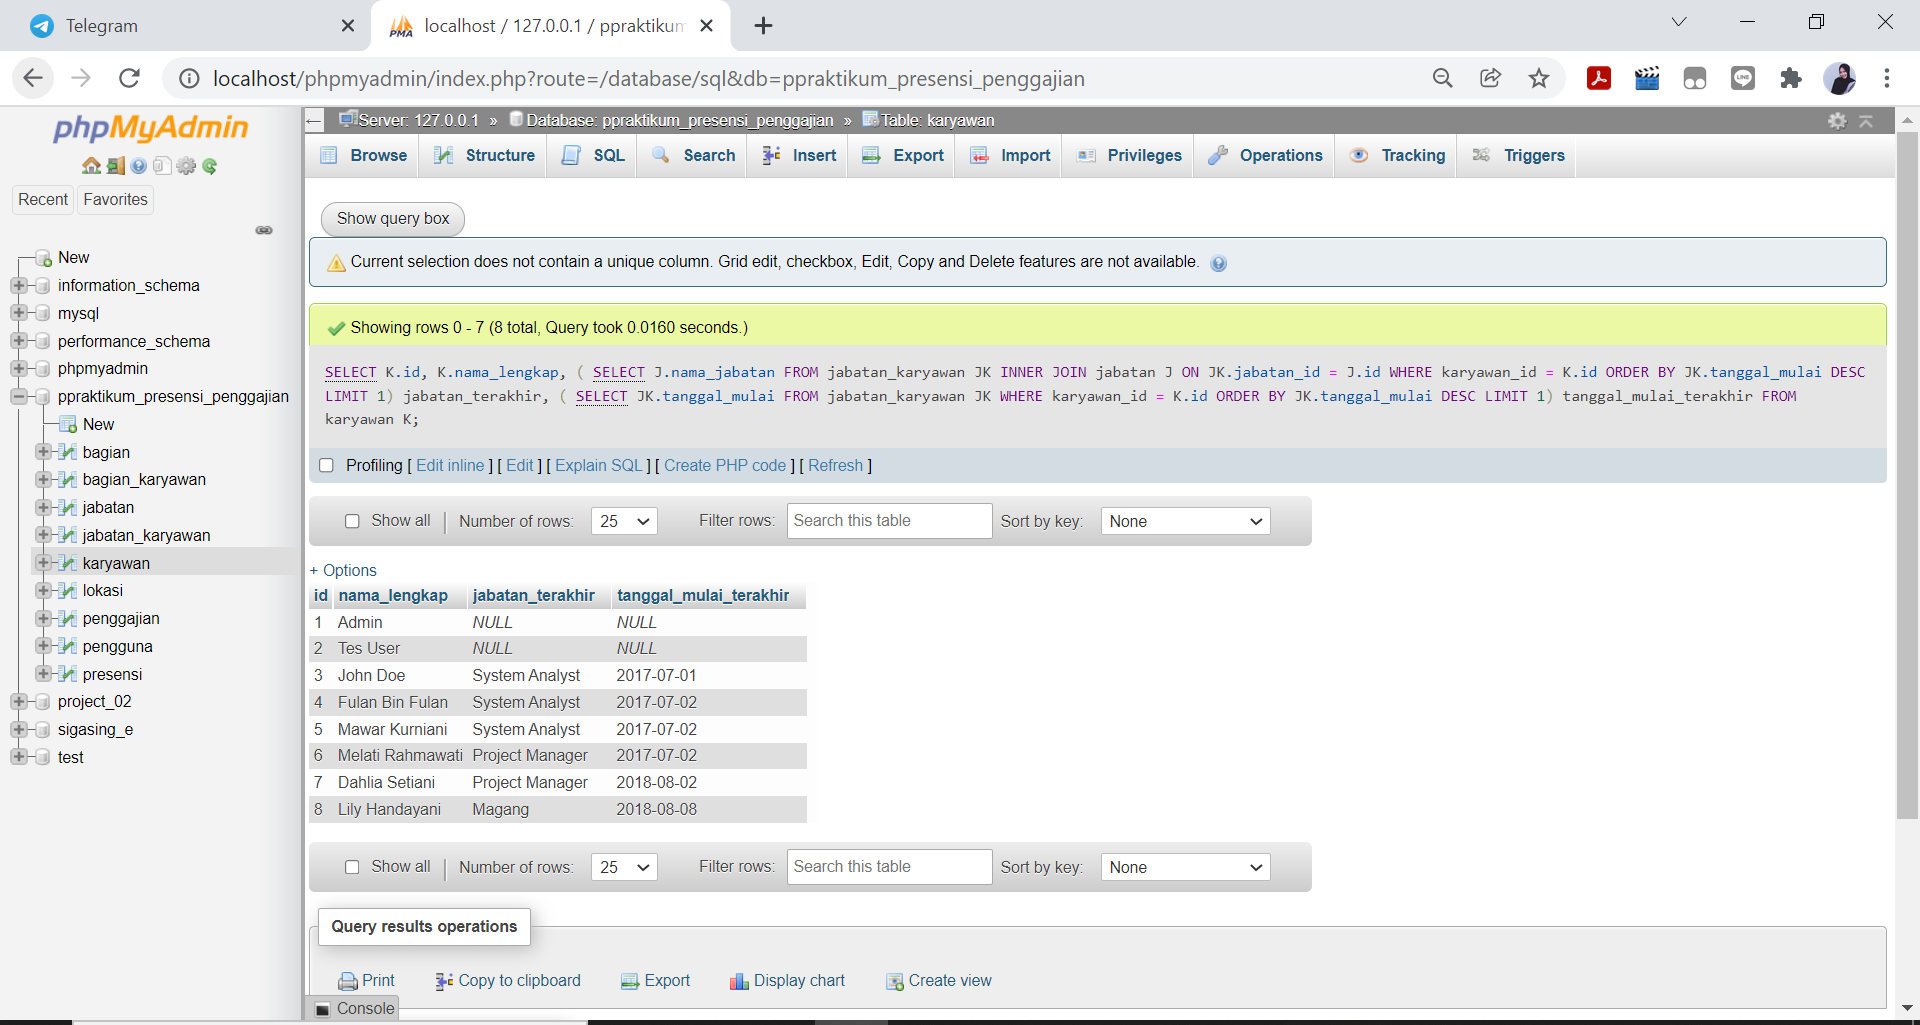 Telegram
localhost / 127.0.0.1 / ppraktikum
localhost/phpmyadmin/index.php?route=/database/sql&db=ppraktikum_presensi_penggajian
phpMyAdmin
Recent Favorites
New
information_schema
mysql
performance_schema
phpmyadmin
ppraktikum_presensi_penggajian
New
bagian
bagian_karyawan
jabatan
jabatan_karyawan
karyawan
lokasi
penggajian
pengguna
presensi
project_02
sigasing_e
test
Server: 127.0.0.1 » Database: ppraktikum_presensi_penggajian » Table: karyawan
Browse Structure SQL Search Insert Export Import Privileges Operations Tracking Triggers
Show query box
Current selection does not contain a unique column. Grid edit, checkbox, Edit, Copy and Delete features are not available.
Showing rows 0 - 7 (8 total, Query took 0.0160 seconds.)
SELECT K.id, K.nama_lengkap, ( SELECT J.nama_jabatan FROM jabatan_karyawan JK INNER JOIN jabatan J ON JK.jabatan_id = J.id WHERE karyawan_id = K.id ORDER BY JK.tanggal_mulai DESC
LIMIT 1) jabatan_terakhir, ( SELECT JK.tanggal_mulai FROM jabatan_karyawan JK WHERE karyawan_id = K.id ORDER BY JK.tanggal_mulai DESC LIMIT 1) tanggal_mulai_terakhir FROM
karyawan K;
Profiling [ Edit inline ] [ Edit ] [ Explain SQL ] [ Create PHP code ] [ Refresh ]
Show all Number of rows: 25 Filter rows: Search this table Sort by key: None
+ Options
id nama_lengkap jabatan_terakhir tanggal_mulai_terakhir
1 Admin NULL NULL
2 Tes User NULL NULL
3 John Doe System Analyst 2017-07-01
4 Fulan Bin Fulan System Analyst 2017-07-02
5 Mawar Kurniani System Analyst 2017-07-02
6 Melati Rahmawati Project Manager 2017-07-02
7 Dahlia Setiani Project Manager 2018-08-02
8 Lily Handayani Magang 2018-08-08
Show all Number of rows: 25 Filter rows: Search this table Sort by key: None
Query results operations
Print Copy to clipboard Export Display chart Create view
Console